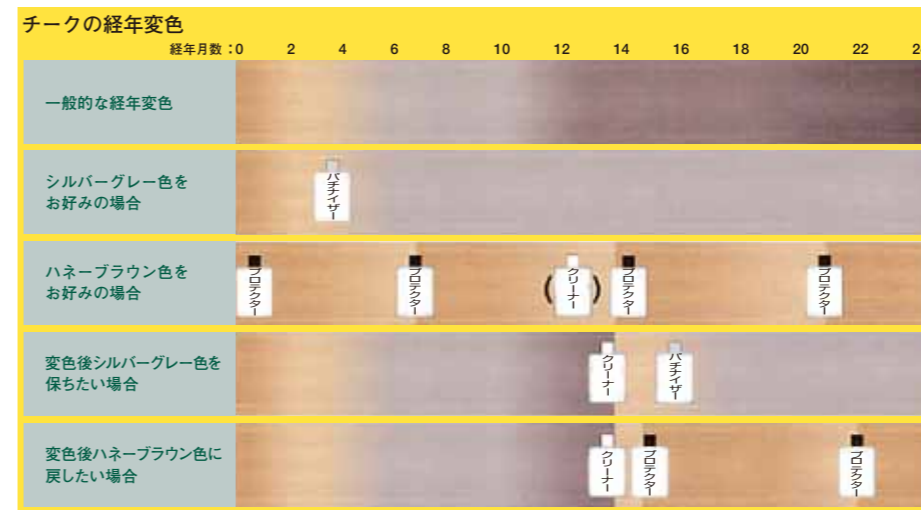 チークの経年変色
経年月数：0 2 4 6 8 10 12 14 16 18 20 22 2
一般的な経年変色
シルバーグレー色を
お好みの場合
パチナイザー
ハネーブラウン色を
お好みの場合
プロテクター
プロテクター
(クリーナー)
プロテクター
プロテクター
変色後シルバーグレー色を
保ちたい場合
クリーナー
パチナイザー
変色後ハネーブラウン色に
戻したい場合
クリーナー
プロテクター
プロテクター